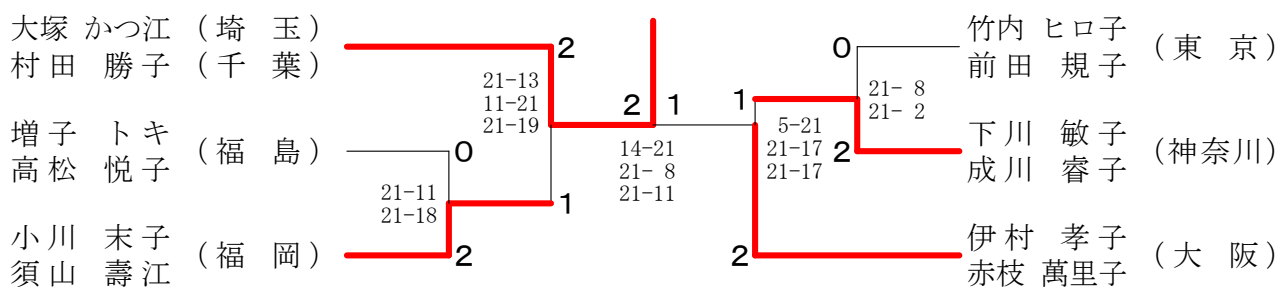 大塚 かつ江 (埼 玉)
村田 勝子 (千 葉)
増子 トキ
高松 悦子
(福 島)
小川 末子
須山 壽江
(福 岡)
2
21-13
11-21
21-19
0
21-11
21-18
1
2
2
1
14-21
21- 8
21-11
1
5-21
21-17
21-17
0
21- 8
21- 2
2
2
竹内 ヒロ子
前田 規子
(東 京)
下川 敏子
成川 睿子
(神奈川)
伊村 孝子
赤枝 萬里子
(大 阪)